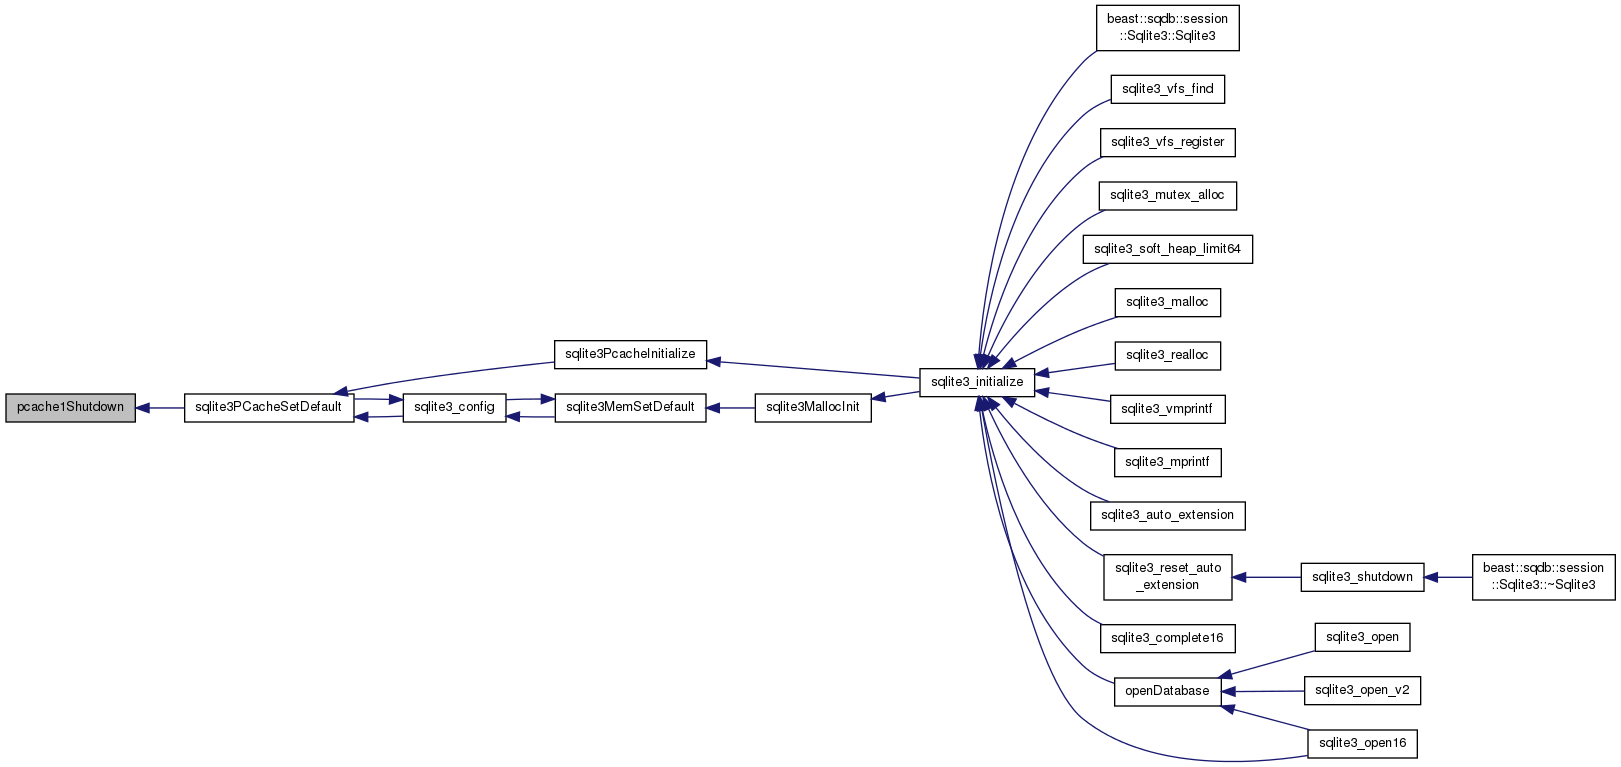 beast::sqdb::session
::Sqlite3::Sqlite3
sqlite3_vfs_find
sqlite3_vfs_register
sqlite3_mutex_alloc
sqlite3_soft_heap_limit64
sqlite3_malloc
sqlite3PcacheInitialize
sqlite3_realloc
sqlite3_initialize
pcache1Shutdown
sqlite3PCacheSetDefault
sqlite3_config
sqlite3MemSetDefault
sqlite3MallocInit
sqlite3_vmprintf
sqlite3_mprintf
sqlite3_auto_extension
sqlite3_reset_auto
_extension
sqlite3_shutdown
beast::sqdb::session
::Sqlite3::~Sqlite3
sqlite3_complete16
sqlite3_open
openDatabase
sqlite3_open_v2
sqlite3_open16